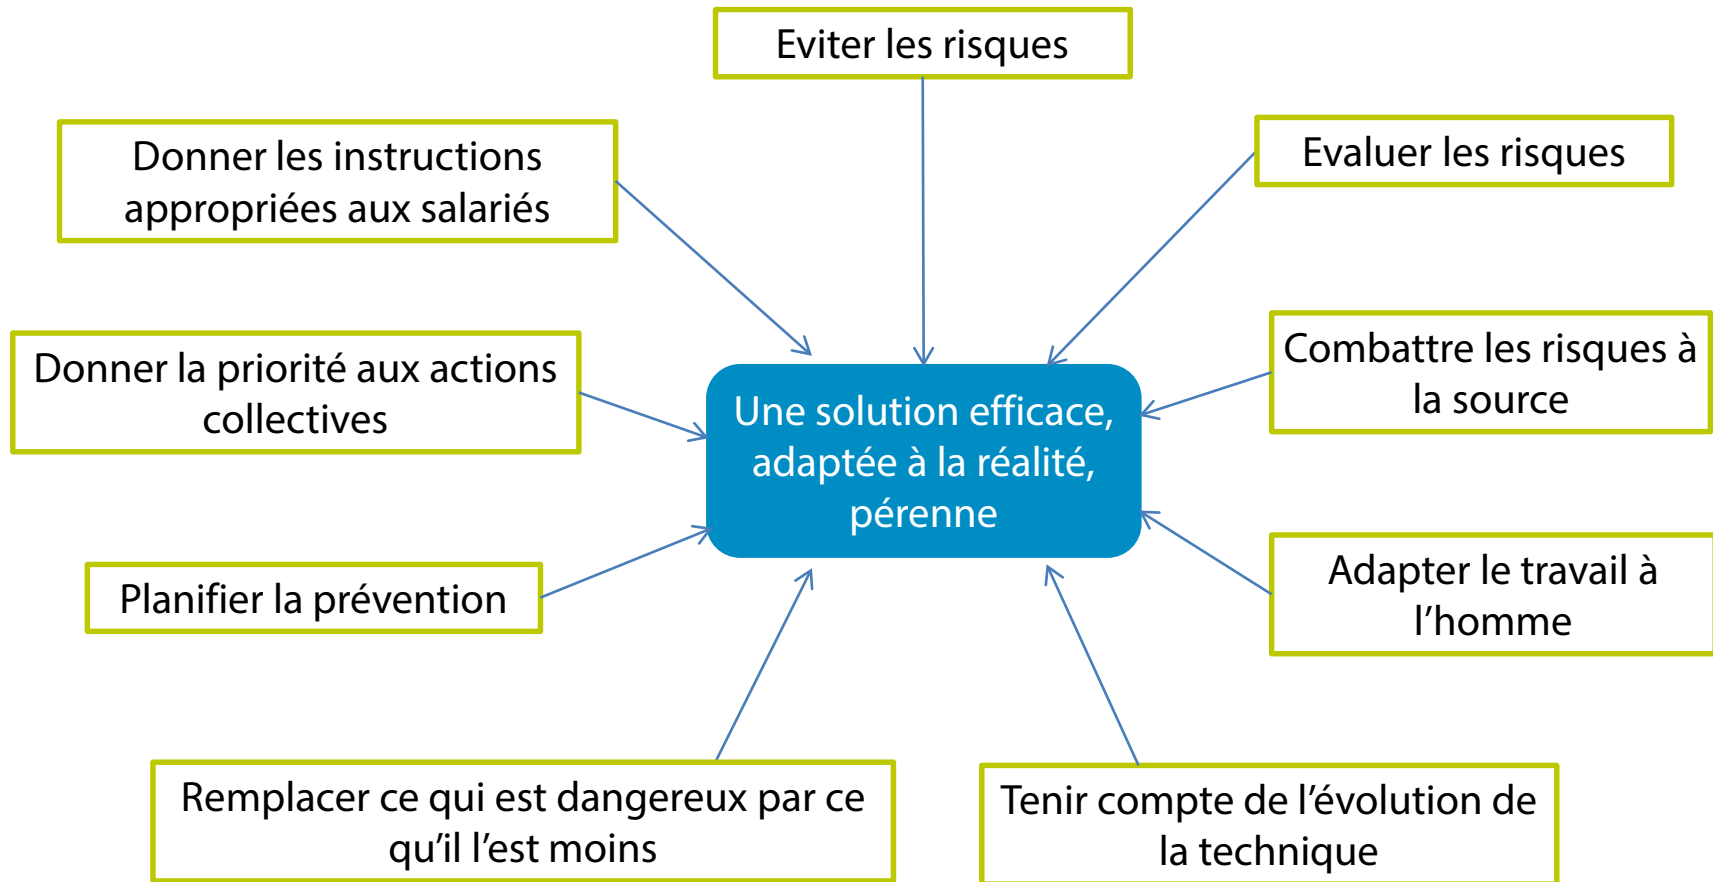 Eviter les risques
Evaluer les risques
Combattre les risques à
la source
Adapter le travail à
l’homme
Tenir compte de l’évolution de
la technique
Remplacer ce qui est dangereux par ce
qu’il l’est moins
Planifier la prévention
Donner la priorité aux actions
collectives
Donner les instructions
appropriées aux salariés
Une solution efficace,
adaptée à la réalité,
pérenne